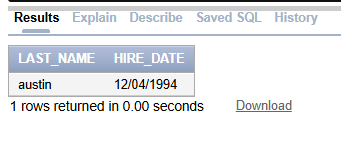 Results Explain Describe Saved SQL History
LAST_NAME HIRE_DATE
austin 12/04/1994
1 rows returned in 0.00 seconds Download